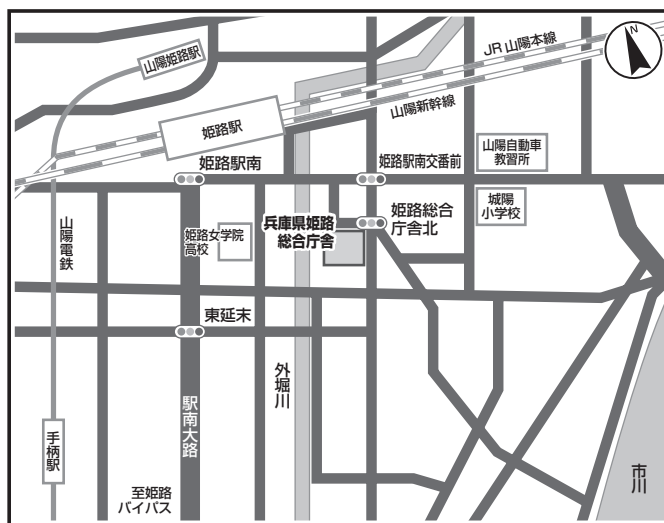 N
JR山陽本線
山陽姫路駅
山陽新幹線
姫路駅
山陽自動車
教習所
姫路駅南
姫路駅南交番前
城陽
小学校
山陽電鉄
姫路女学院
高校
兵庫県姫路
総合庁舎
姫路総合
庁舎北
東延末
外堀川
駅南大路
手柄駅
市川
至姫路
バイパス